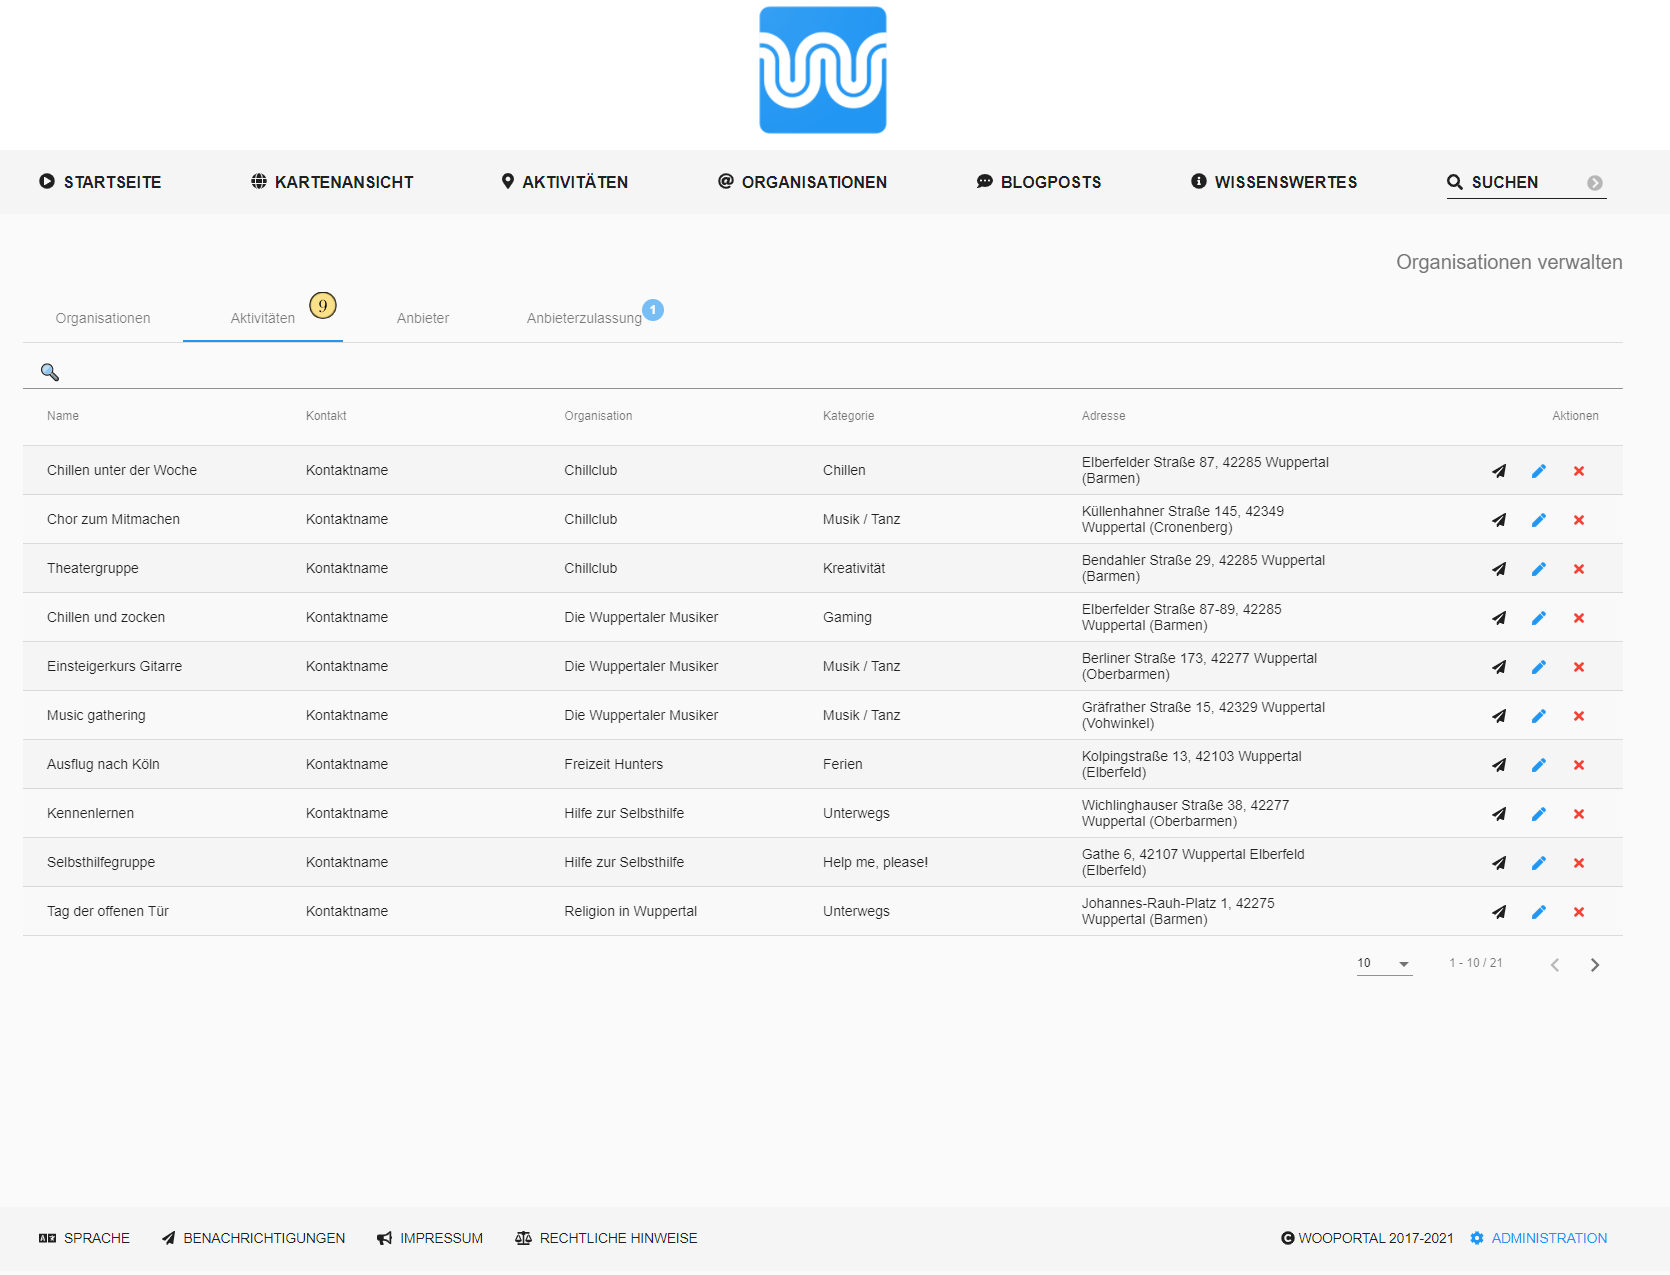 STARTSEITE KARTENANSICHT AKTIVITÄTEN ORGANISATIONEN BLOGPOSTS WISSENSWERTES SUCHEN
Organisationen verwalten
Organisationen Aktivitäten 9 Anbieter Anbieterzulassung 1
Name Kontakt Organisation Kategorie Adresse Aktionen
Chillen unter der Woche Kontaktname Chillclub Chillen Elberfelder Straße 87, 42285 Wuppertal
(Barmen)
Chor zum Mitmachen Kontaktname Chillclub Musik / Tanz Küllenhahner Straße 145, 42349
Wuppertal (Cronenberg)
Theatergruppe Kontaktname Chillclub Kreativität Bendahler Straße 29, 42285 Wuppertal
(Barmen)
Chillen und zocken Kontaktname Die Wuppertaler Musiker Gaming Elberfelder Straße 87-89, 42285
Wuppertal (Barmen)
Einsteigerkurs Gitarre Kontaktname Die Wuppertaler Musiker Musik / Tanz Berliner Straße 173, 42277 Wuppertal
(Oberbarmen)
Music gathering Kontaktname Die Wuppertaler Musiker Musik / Tanz Gräfrather Straße 15, 42329 Wuppertal
(Vohwinkel)
Ausflug nach Köln Kontaktname Freizeit Hunters Ferien Kolpingstraße 13, 42103 Wuppertal
(Elberfeld)
Kennenlernen Kontaktname Hilfe zur Selbsthilfe Unterwegs Wichlinghauser Straße 38, 42277
Wuppertal (Oberbarmen)
Selbsthilfegruppe Kontaktname Hilfe zur Selbsthilfe Help me, please! Gathe 6, 42107 Wuppertal Elberfeld
(Elberfeld)
Tag der offenen Tür Kontaktname Religion in Wuppertal Unterwegs Johannes-Rauh-Platz 1, 42275
Wuppertal (Barmen)
10 1 - 10 / 21
SPRACHE BENACHRICHTIGUNGEN IMPRESSUM RECHTLICHE HINWEISE WOOPORTAL 2017-2021 ADMINISTRATION